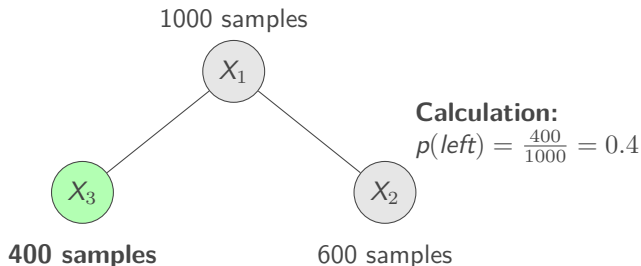 1000 samples
X₁
Calculation:
p(left) = 400/1000 = 0.4
X₃
X₂
400 samples
600 samples